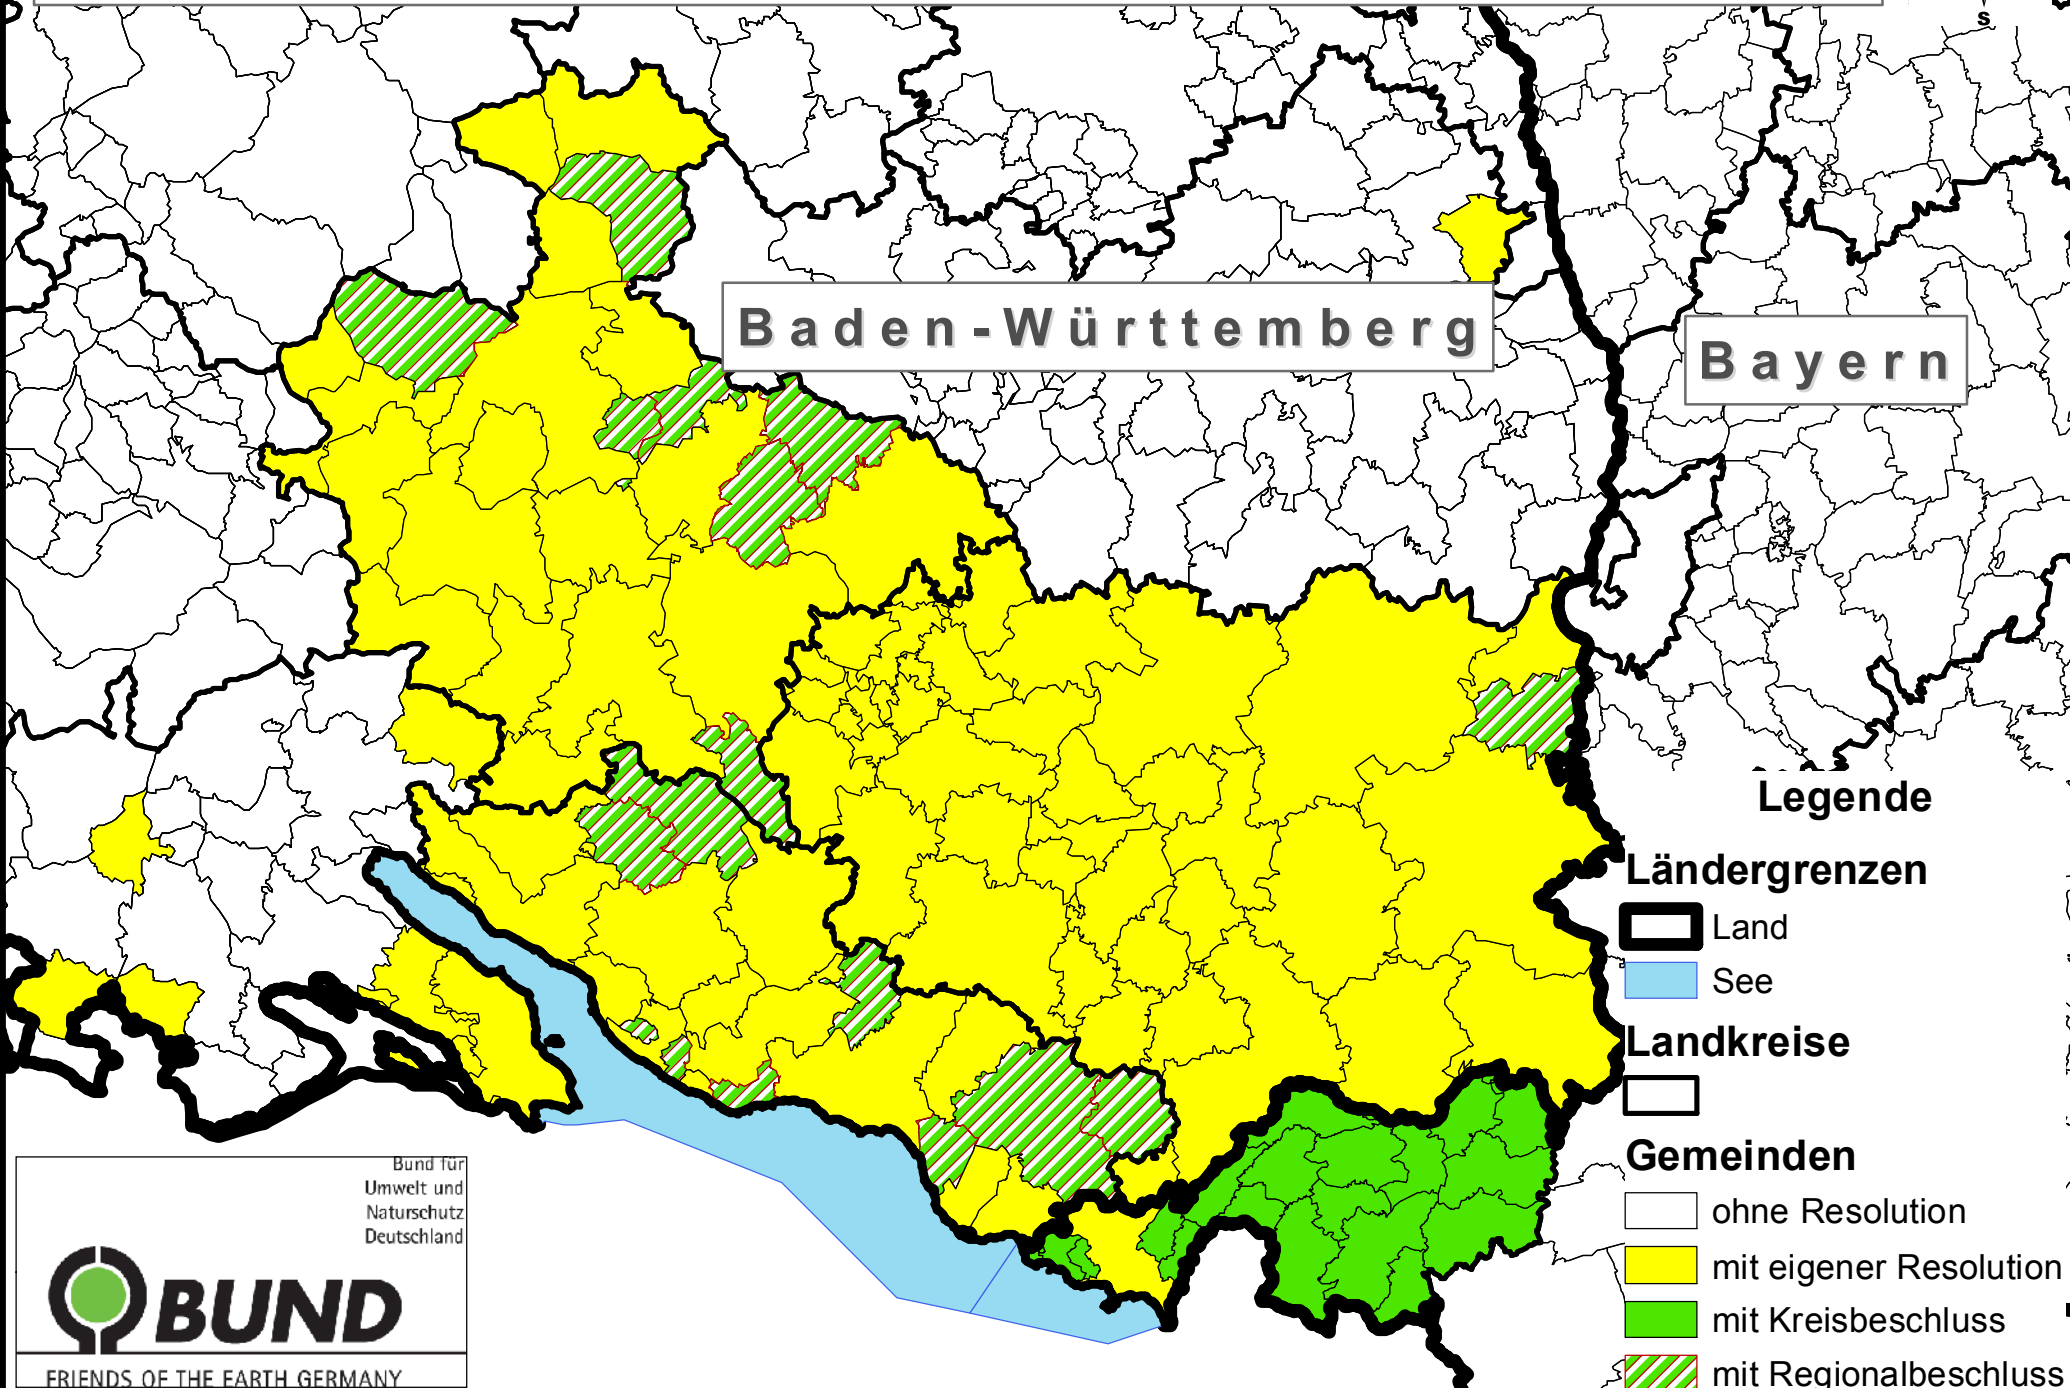 S
Baden-Württemberg
Bayern
Legende
Ländergrenzen
Land
See
Landkreise
Gemeinden
ohne Resolution
mit eigener Resolution
mit Kreisbeschluss
mit Regionalbeschluss
Bund für
Umwelt und
Naturschutz
Deutschland
BUND
FRIENDS OF THE EARTH GERMANY